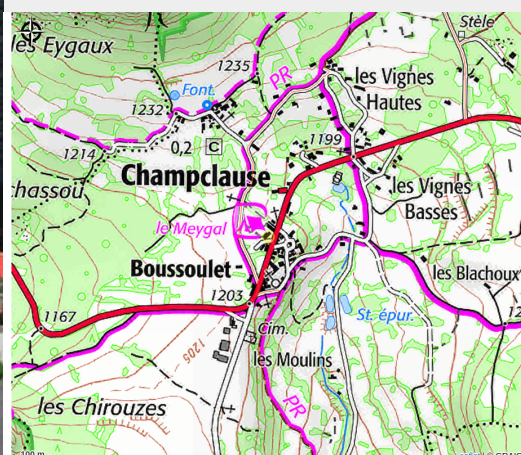 les Eygaux
Stèle
1235
PR
Font.
les Vignes
Hautes
1232
1199
0,2 C
1214
Champclause
chassou
les Vignes
Basses
le Meygal
Boussoulet
les Blachoux
1203
1167
St. épur.
Cim.
1205
les Moulins
PR
les Chirouzes
100 m